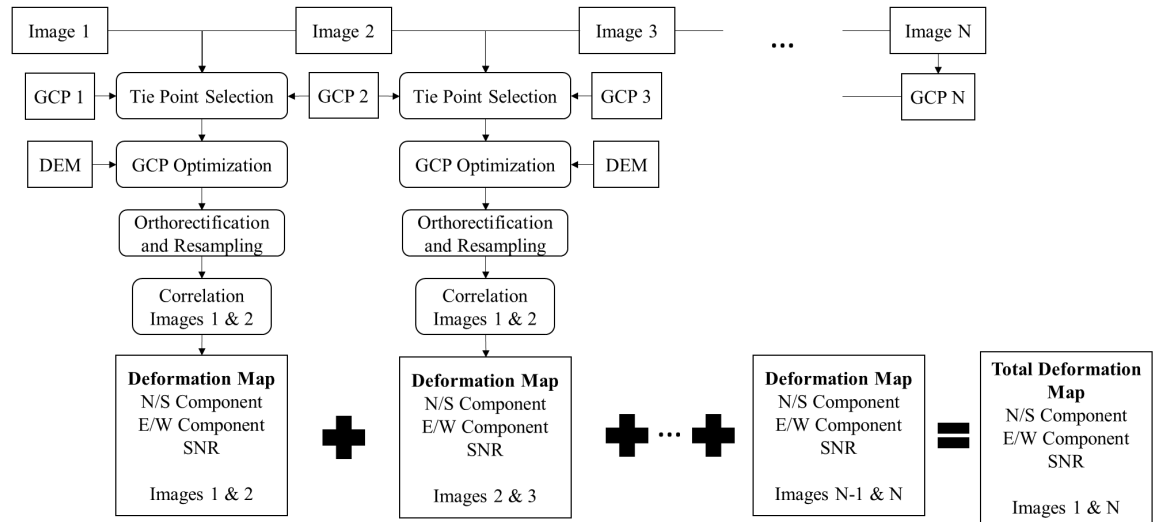 Image 1
Image 2
Image 3
...
Image N
GCP 1
Tie Point Selection
GCP 2
Tie Point Selection
GCP 3
GCP N
DEM
GCP Optimization
GCP Optimization
DEM
Orthorectification
and Resampling
Orthorectification
and Resampling
Correlation
Images 1 & 2
Correlation
Images 1 & 2
Deformation Map
N/S Component
E/W Component
SNR
Images 1 & 2
+
Deformation Map
N/S Component
E/W Component
SNR
Images 2 & 3
+ ... +
Deformation Map
N/S Component
E/W Component
SNR
Images N-1 & N
=
Total Deformation
Map
N/S Component
E/W Component
SNR
Images 1 & N